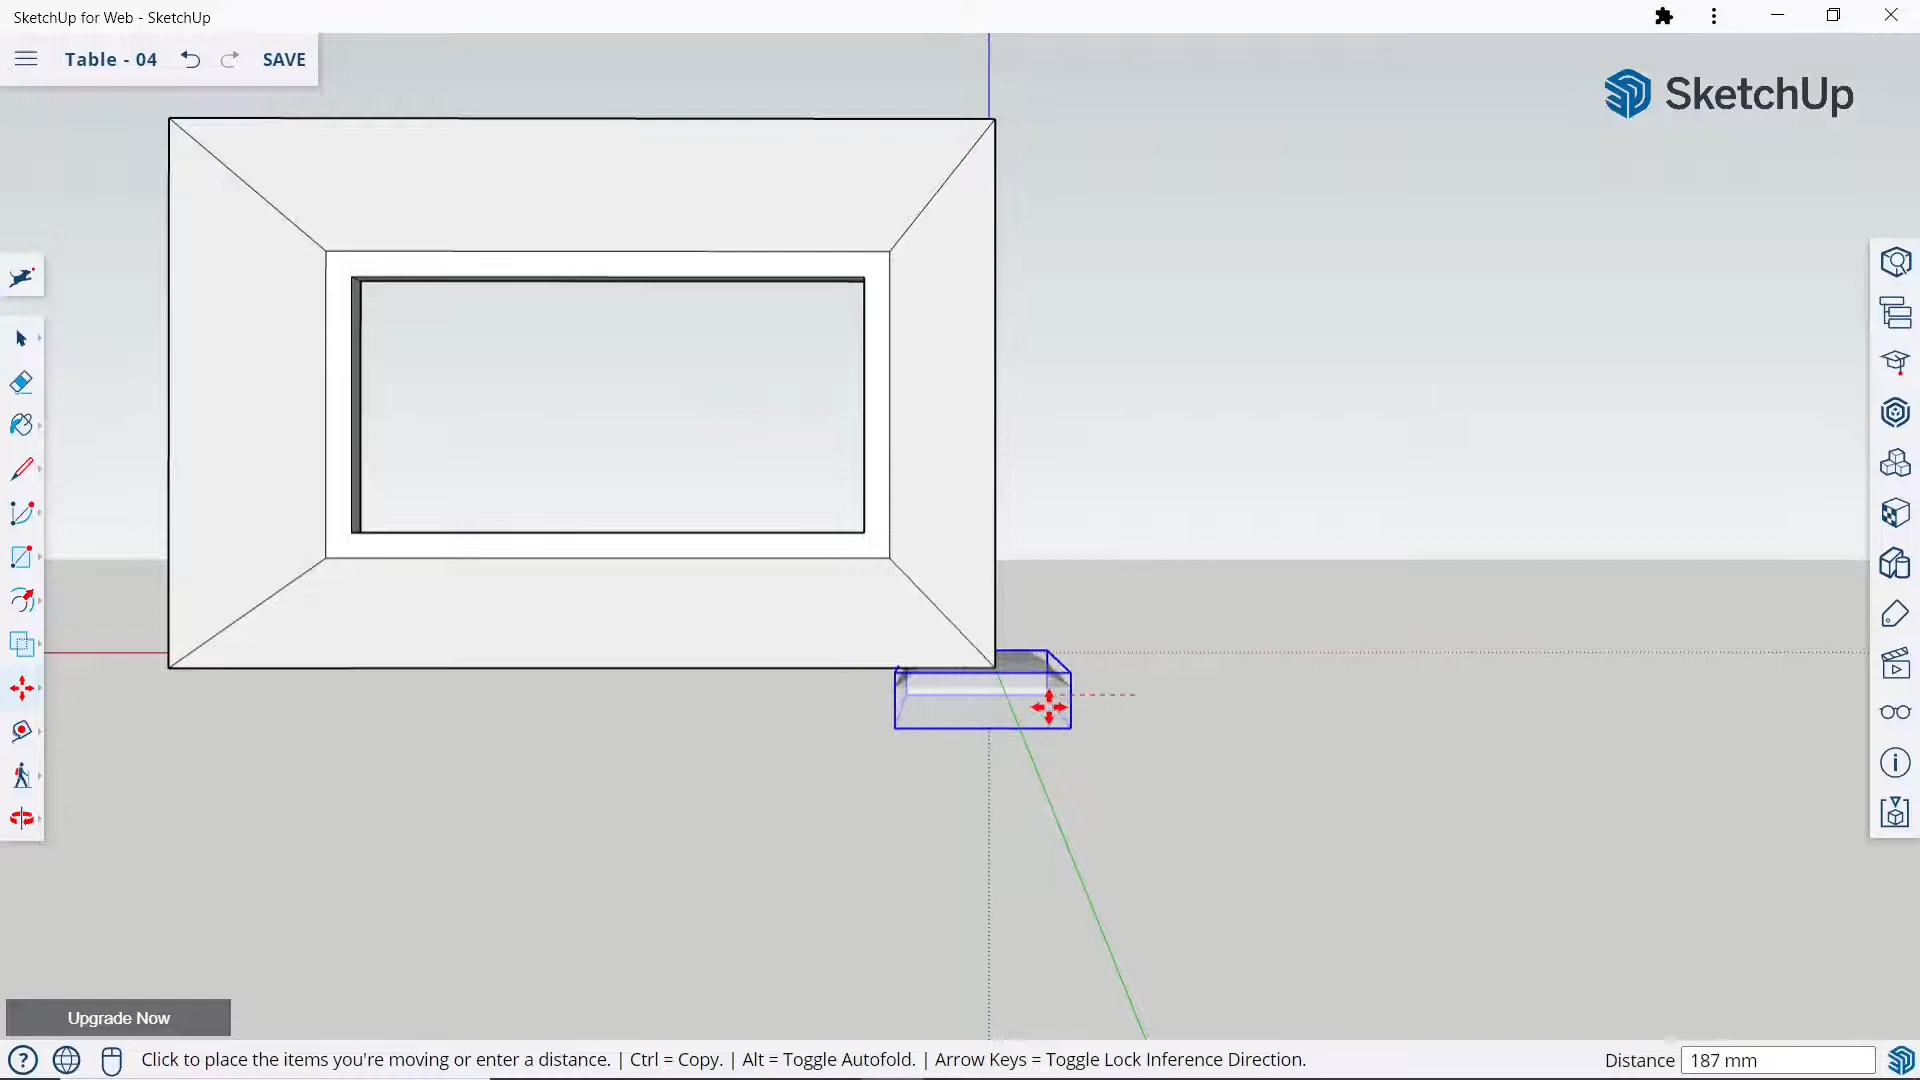 SketchUp for Web - SketchUp
Table - 04 SAVE
SketchUp
Upgrade Now
Click to place the items you're moving or enter a distance. | Ctrl = Copy. | Alt = Toggle Autofold. | Arrow Keys = Toggle Lock Inference Direction. Distance 187 mm